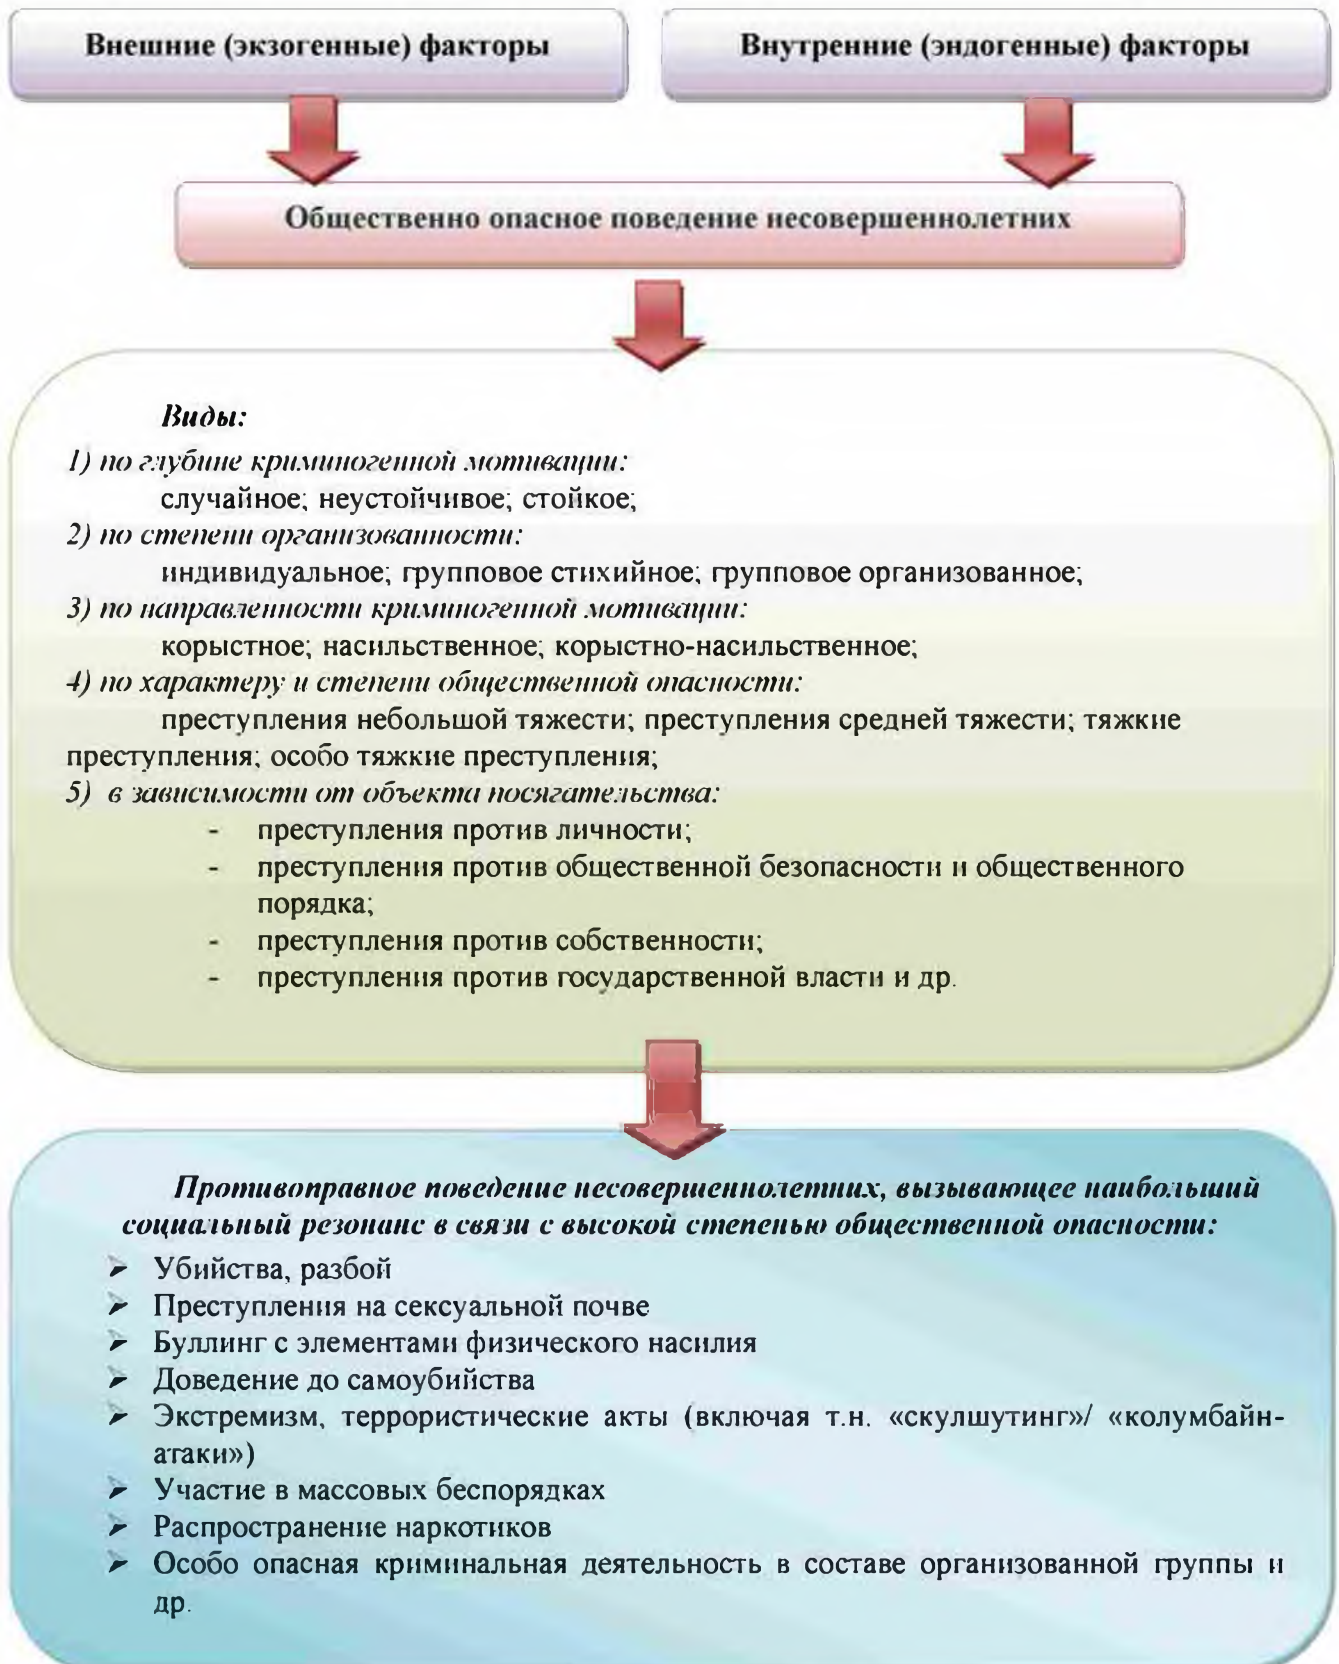 Внешние (экзогенные) факторы
Внутренние (эндогенные) факторы
Общественно опасное поведение несовершеннолетних
Виды:
1) по глубине криминогенной мотивации:
случайное; неустойчивое; стойкое;
2) по степени организованности:
индивидуальное; групповое стихийное; групповое организованное;
3) по направленности криминогенной мотивации:
корыстное; насильственное; корыстно-насильственное;
4) по характеру и степени общественной опасности:
преступления небольшой тяжести; преступления средней тяжести; тяжкие
преступления; особо тяжкие преступления;
5) в зависимости от объекта посягательства:
- преступления против личности;
- преступления против общественной безопасности и общественного
порядка;
- преступления против собственности;
- преступления против государственной власти и др.
Противоправное поведение несовершеннолетних, вызывающее наибольший
социальный резонанс в связи с высокой степенью общественной опасности:
➢ Убийства, разбой
➢ Преступления на сексуальной почве
➢ Буллинг с элементами физического насилия
➢ Доведение до самоубийства
➢ Экстремизм, террористические акты (включая т.н. «скулшутинг»/ «колумбайн-
атаки»)
➢ Участие в массовых беспорядках
➢ Распространение наркотиков
➢ Особо опасная криминальная деятельность в составе организованной группы и
др.